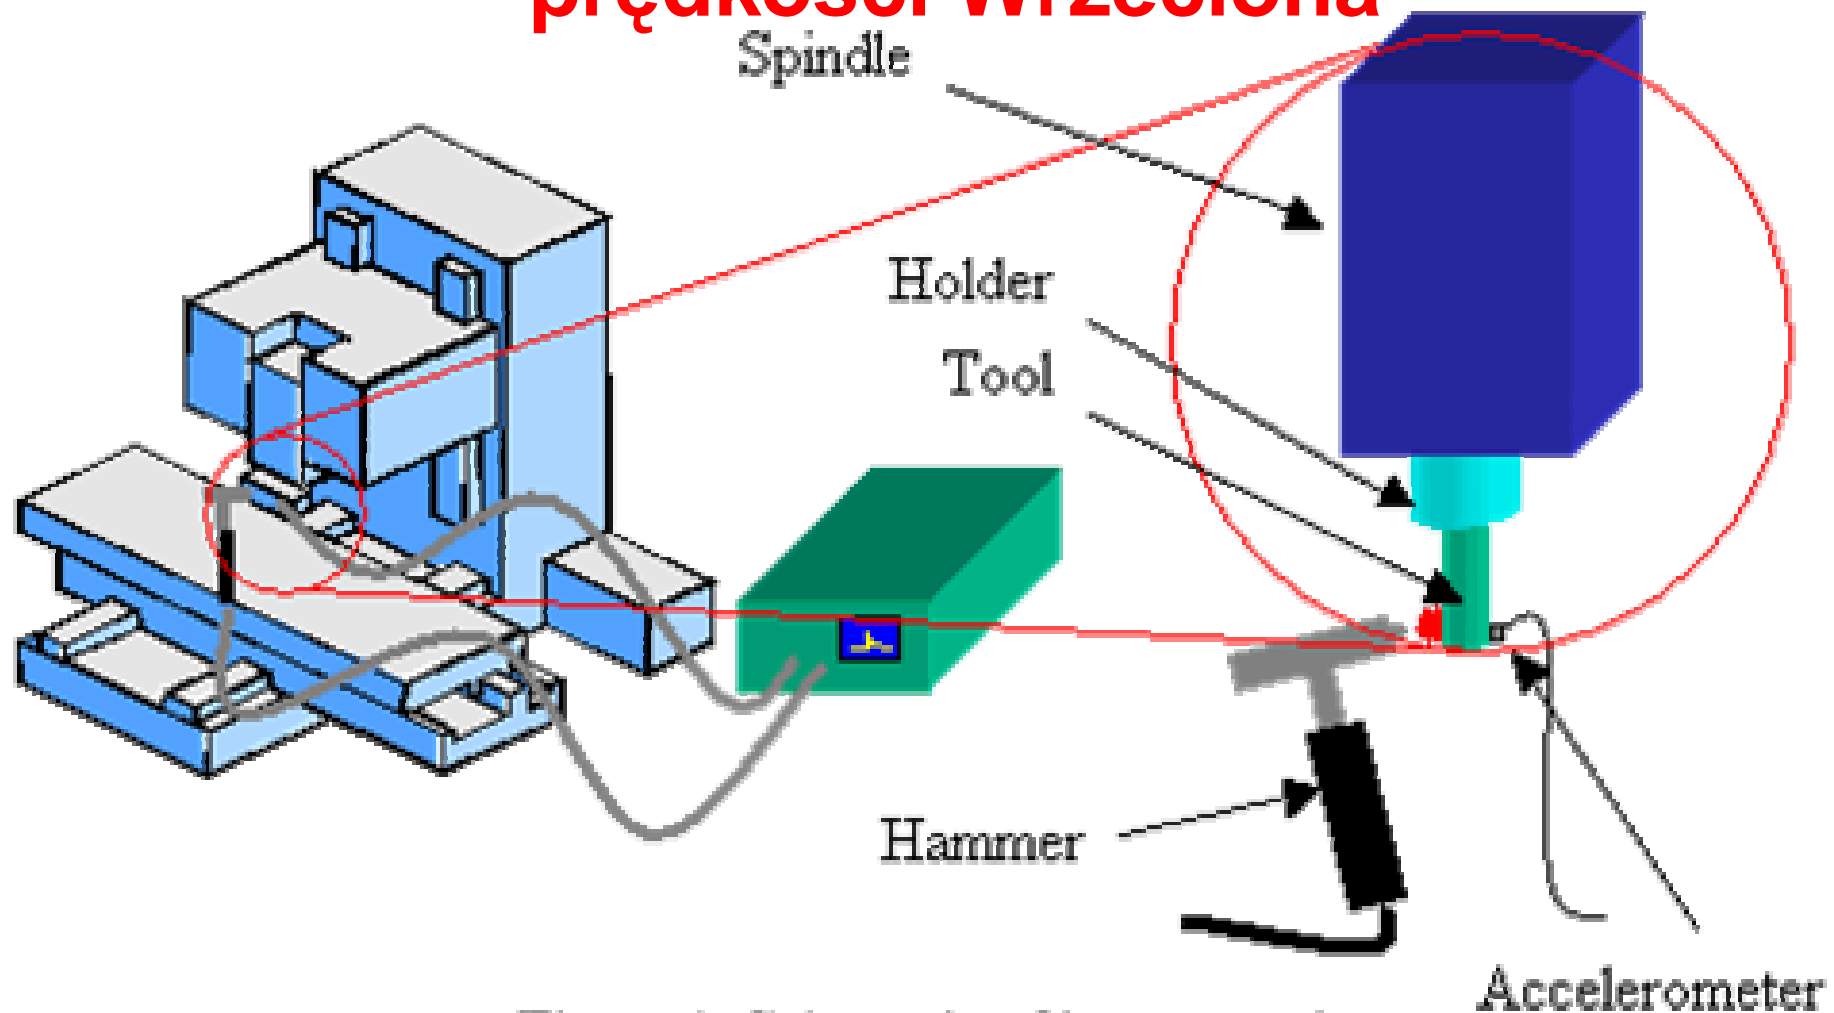 prędkości wrzeciona
Spindle
Holder
Tool
Hammer
Accelerometer